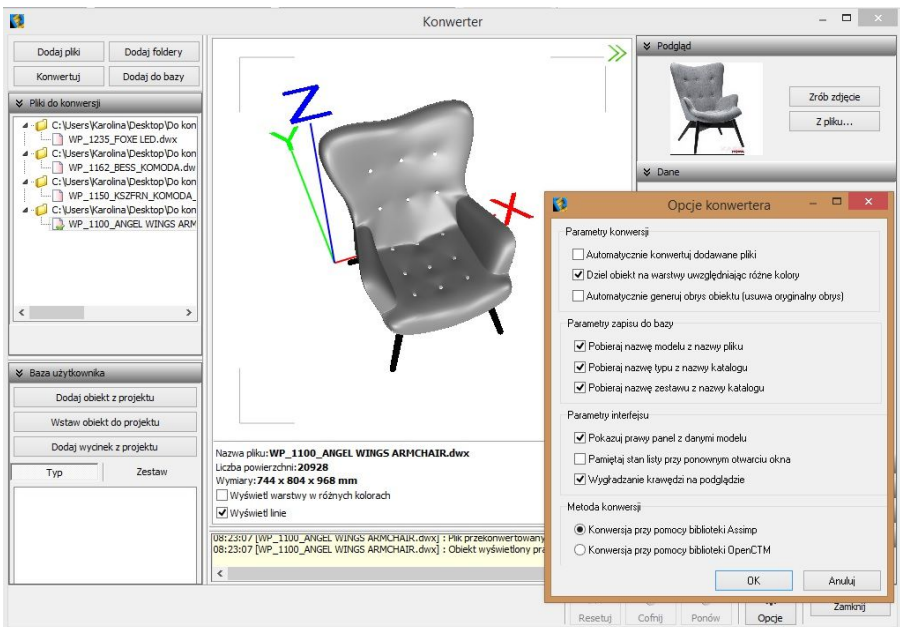 Konwerter
Dodaj pliki
Dodaj foldery
Konwertuj
Dodaj do bazy
Pliki do konwersji
C:\Users\Karolina\Desktop\Do kon
WP_1235_FOXE LED.dwx
C:\Users\Karolina\Desktop\Do kon
WP_1162_BESS_KOMODA.dw
C:\Users\Karolina\Desktop\Do kon
WP_1150_KSZFRN_KOMODA_
C:\Users\Karolina\Desktop\Do kon
WP_1100_ANGEL WINGS ARM
Baza użytkownika
Dodaj obiekt z projektu
Wstaw obiekt do projektu
Dodaj wycinek z projektu
Typ
Zestaw
Z
Y
X
Nazwa pliku: WP_1100_ANGEL WINGS ARMCHAIR.dwx
Liczba powierzchni: 20928
Wymiary: 744 x 804 x 968 mm
Wyświetl warstwy w różnych kolorach
Wyświetl linie
08:23:07 [WP_1100_ANGEL WINGS ARMCHAIR.dwx] : Plik przekonwertowany
08:23:07 [WP_1100_ANGEL WINGS ARMCHAIR.dwx] : Obiekt wyświetlony pra
Podgląd
Zrób zdjęcie
Z pliku...
Dane
Opcje konwertera
Parametry konwersji
Automatycznie konwertuj dodawane pliki
Dziel obiekt na warstwy uwzględniając różne kolory
Automatycznie generuj obrys obiektu (usuwa oryginalny obrys)
Parametry zapisu do bazy
Pobieraj nazwę modelu z nazwy pliku
Pobieraj nazwę typu z nazwy katalogu
Pobieraj nazwę zestawu z nazwy katalogu
Parametry interfejsu
Pokazuj prawy panel z danymi modelu
Pamiętaj stan listy przy ponownym otwarciu okna
Wygładzanie krawędzi na podglądzie
Metoda konwersji
Konwersja przy pomocy biblioteki Assimp
Konwersja przy pomocy biblioteki OpenCTM
OK
Anuluj
Resetuj
Cofnij
Ponów
Opcje
Zamknij